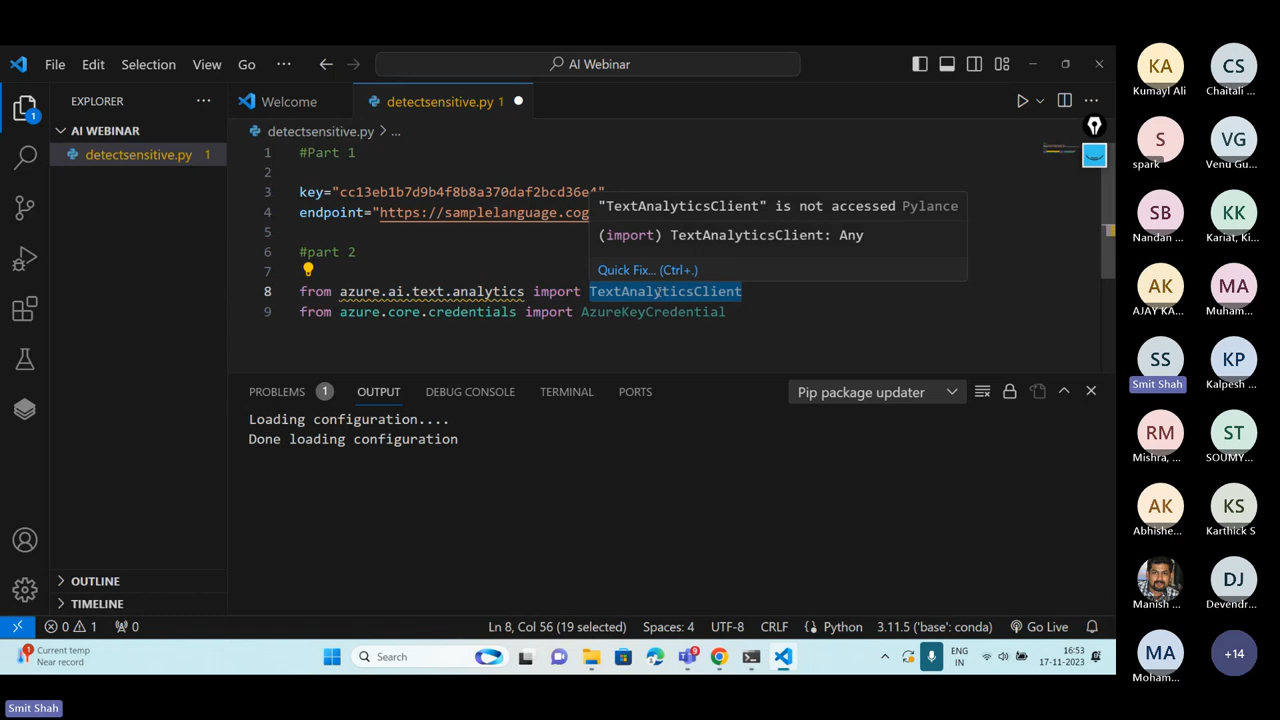 File Edit Selection View Go ··· AI Webinar
EXPLORER
Welcome
detectsensitive.py 1
AI WEBINAR
detectsensitive.py 1
detectsensitive.py > ...
1 #Part 1
2
3 key="cc13eb1b7d9b4f8b8a370daf2bcd36e4"
4 endpoint="https://samplelanguage.cog
5
6 #part 2
7
8 from azure.ai.text.analytics import TextAnalyticsClient
9 from azure.core.credentials import AzureKeyCredential
"TextAnalyticsClient" is not accessed Pylance
(import) TextAnalyticsClient: Any
Quick Fix... (Ctrl+.)
PROBLEMS 1 OUTPUT DEBUG CONSOLE TERMINAL PORTS Pip package updater
Loading configuration....
Done loading configuration
OUTLINE
TIMELINE
0 1 0 Ln 8, Col 56 (19 selected) Spaces: 4 UTF-8 CRLF Python 3.11.5 ('base': conda) Go Live
1
1
Current temp
Near record
Search
9
ENG
IN
16:53
17-11-2023
Smit Shah
KA
Kumayl Ali
CS
Chaitali ...
S
spark
VG
Venu Gu...
SB
Nandan ...
KK
Kariat, Ki...
AK
AJAY KA...
MA
Muham...
SS
Smit Shah
KP
Kalpesh ...
RM
Mishra, ...
ST
SOUMY...
AK
Abhishe...
KS
Karthick S
Manish ...
DJ
Devendr...
MA
Moham...
+14